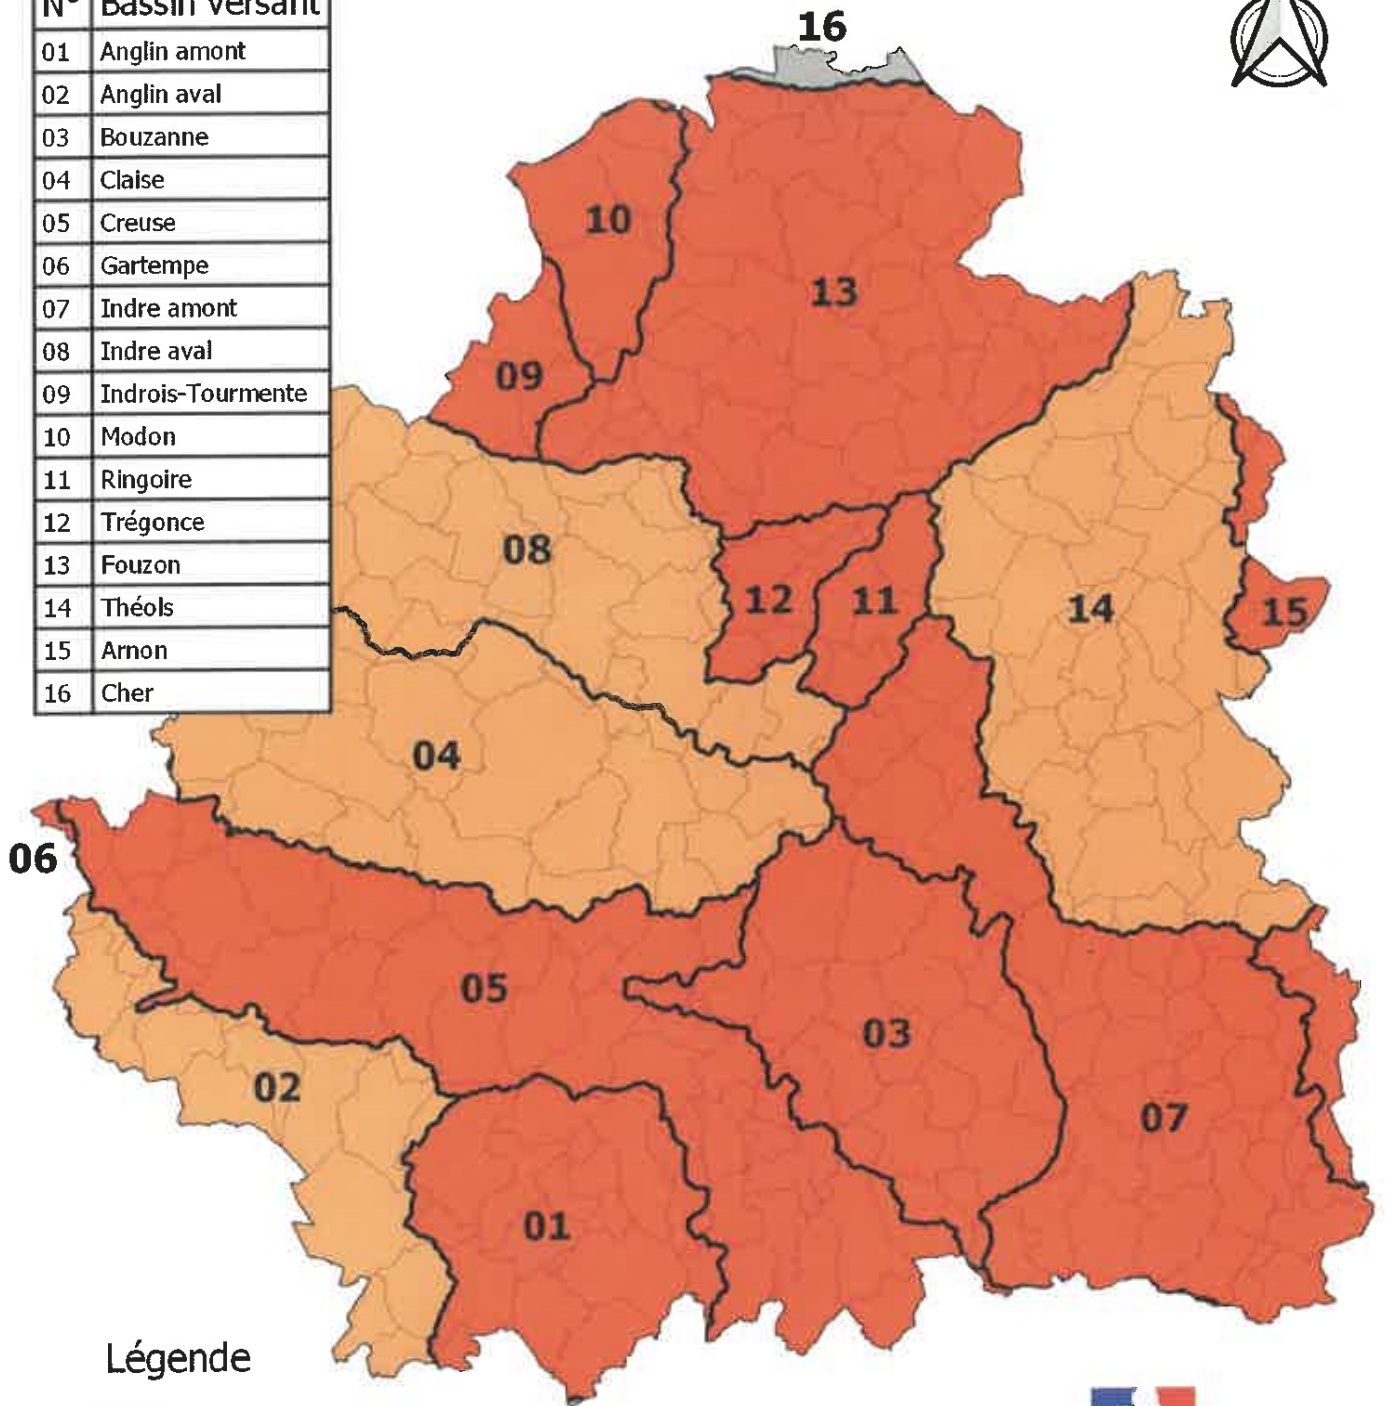 N° Bassin versant
01 Anglin amont
02 Anglin aval
03 Bouzanne
04 Claise
05 Creuse
06 Gartempe
07 Indre amont
08 Indre aval
09 Indrois-Tourmente
10 Modon
11 Ringoire
12 Trégonce
13 Fouzon
14 Théols
15 Arnon
16 Cher
16
10
13
09
08
12
11
14
15
04
06
05
03
02
07
01
Légende